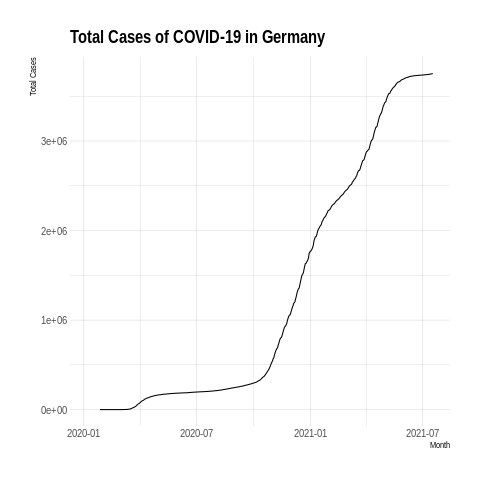 Total Cases of COVID-19 in Germany
Total Cases
3e+06
2e+06
1e+06
0e+00
2020-01 2020-07 2021-01 2021-07
Month